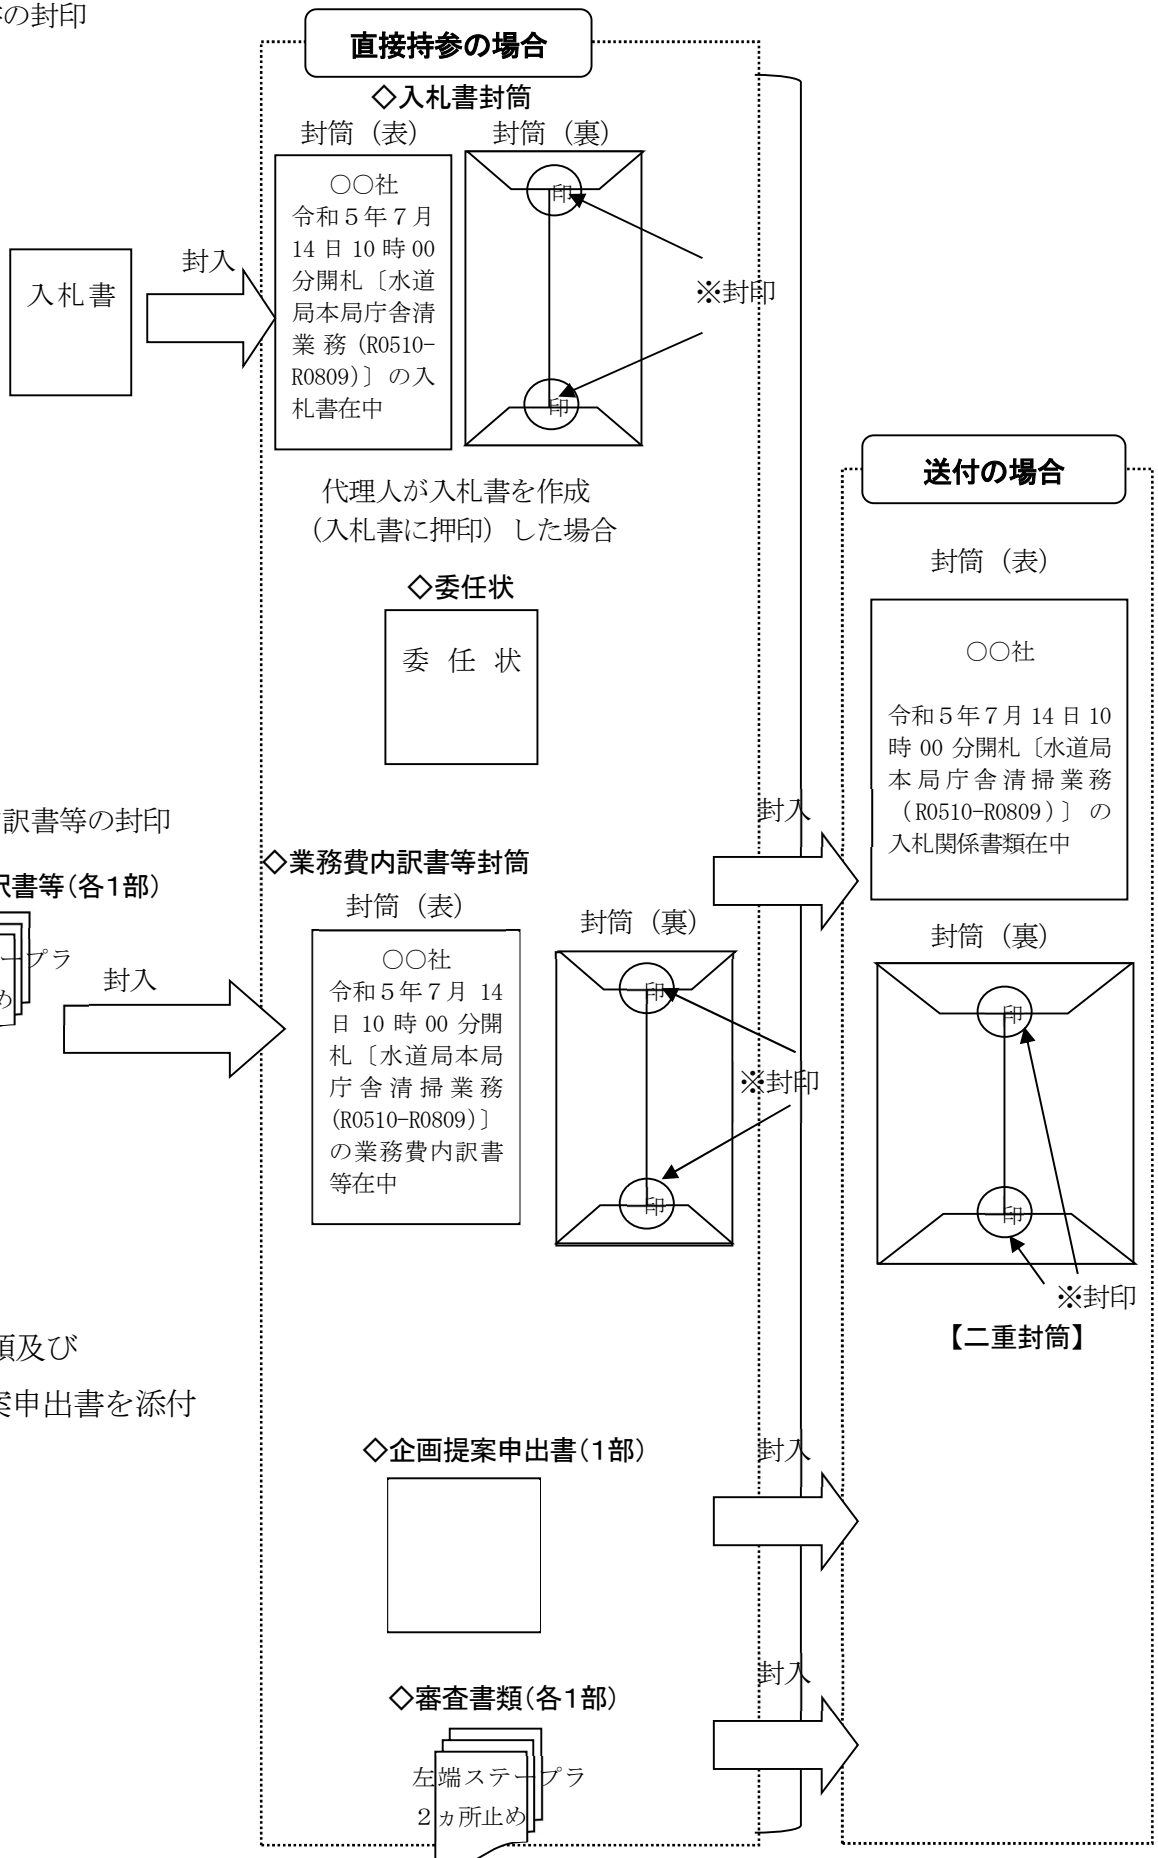 の封印
直接持参の場合
◇入札書封筒
封筒（表）
封筒（裏）
○○社
令和５年７月
14 日 10 時 00
分開札〔水道
局本局庁舎清
業務 (R0510-
R0809)〕の入
札書在中
印
印
※封印
入札書
封入
代理人が入札書を作成
（入札書に押印）した場合
◇委任状
委 任 状
訳書等の封印
書等（各１部）
ープラ
め
封入
◇業務費内訳書等封筒
封筒（表）
封筒（裏）
○○社
令和５年７月 14
日 10 時 00 分開
札〔水道局本局
庁舎清掃業務
(R0510-R0809)〕
の業務費内訳書
等在中
印
印
※封印
及び
申出書を添付
◇企画提案申出書（１部）
◇審査書類（各１部）
左端ステープラ
２ヵ所止め
封入
封入
封入
送付の場合
封筒（表）
○○社
令和５年７月 14 日 10
時 00 分開札〔水道局
本局庁舎清掃業務
（R0510-R0809）〕の
入札関係書類在中
封筒（裏）
印
印
※封印
【二重封筒】